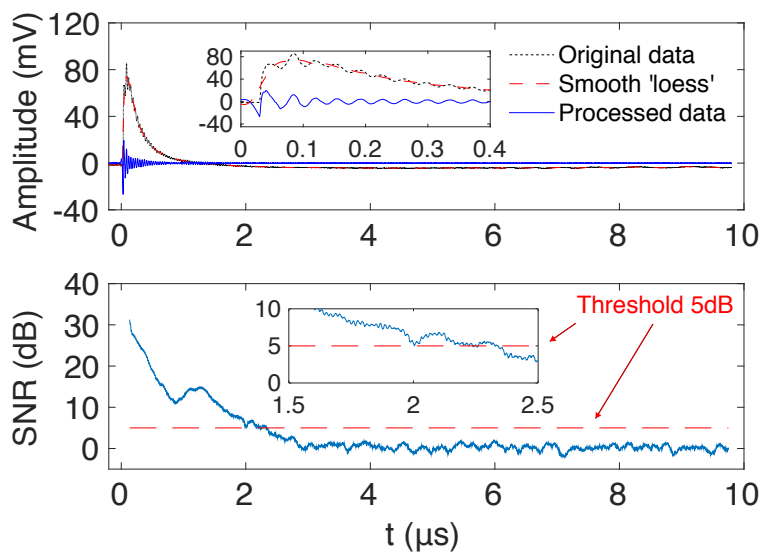 120
80
40
0
-40
Amplitude (mV)
80
40
0
-40
0 0.1 0.2 0.3 0.4
Original data
Smooth 'loess'
Processed data
0 2 4 6 8 10
40
30
20
10
0
SNR (dB)
10
5
0
1.5 2 2.5
Threshold 5dB
0 2 4 6 8 10
t (μs)